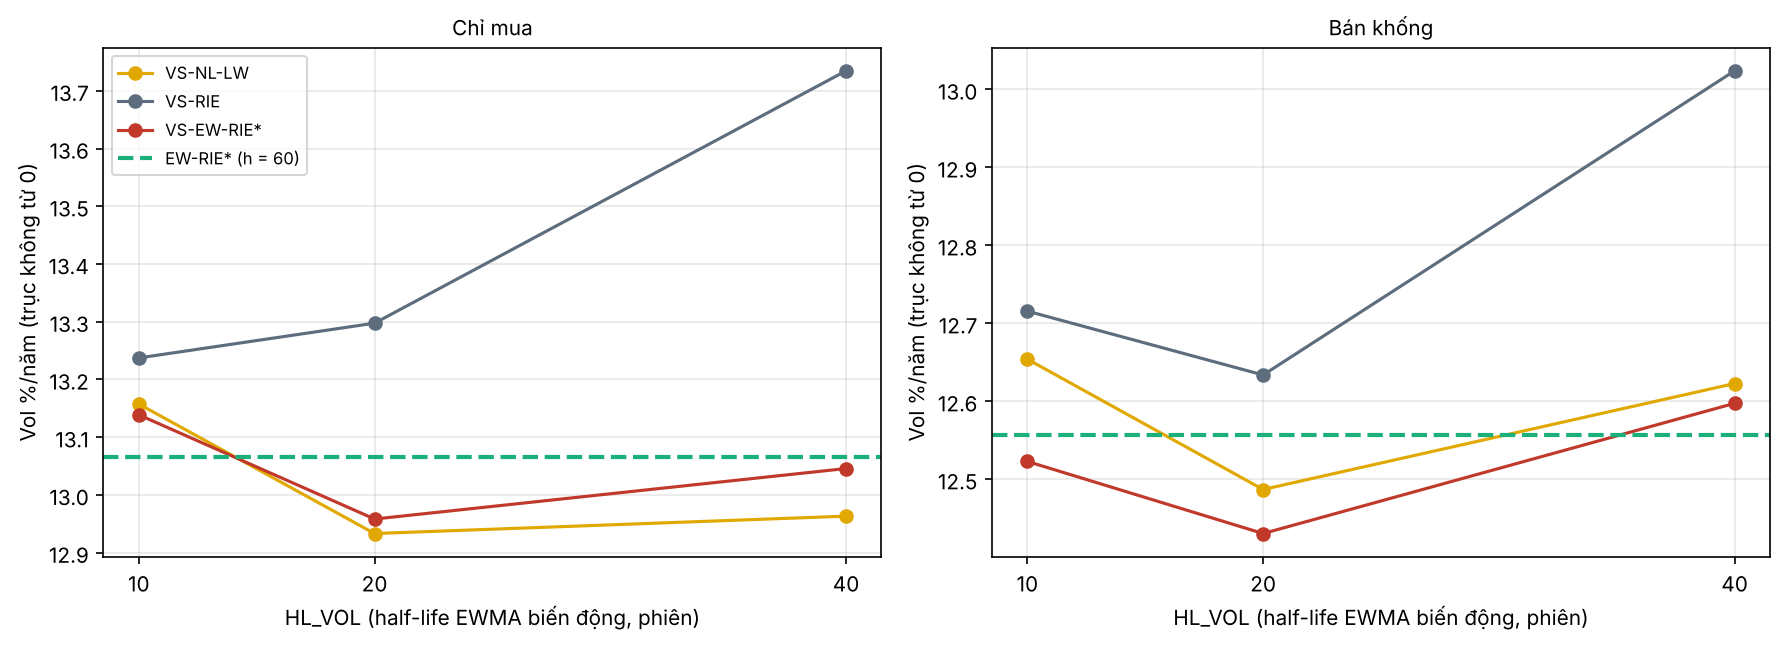 Chỉ mua
VS-NL-LW
VS-RIE
VS-EW-RIE*
EW-RIE* (h = 60)
Vol %/năm (trục không từ 0)
13.7
13.6
13.5
13.4
13.3
13.2
13.1
13.0
12.9
10 20 40
HL_VOL (half-life EWMA biến động, phiên)
Bán khống
Vol %/năm (trục không từ 0)
13.0
12.9
12.8
12.7
12.6
12.5
10 20 40
HL_VOL (half-life EWMA biến động, phiên)